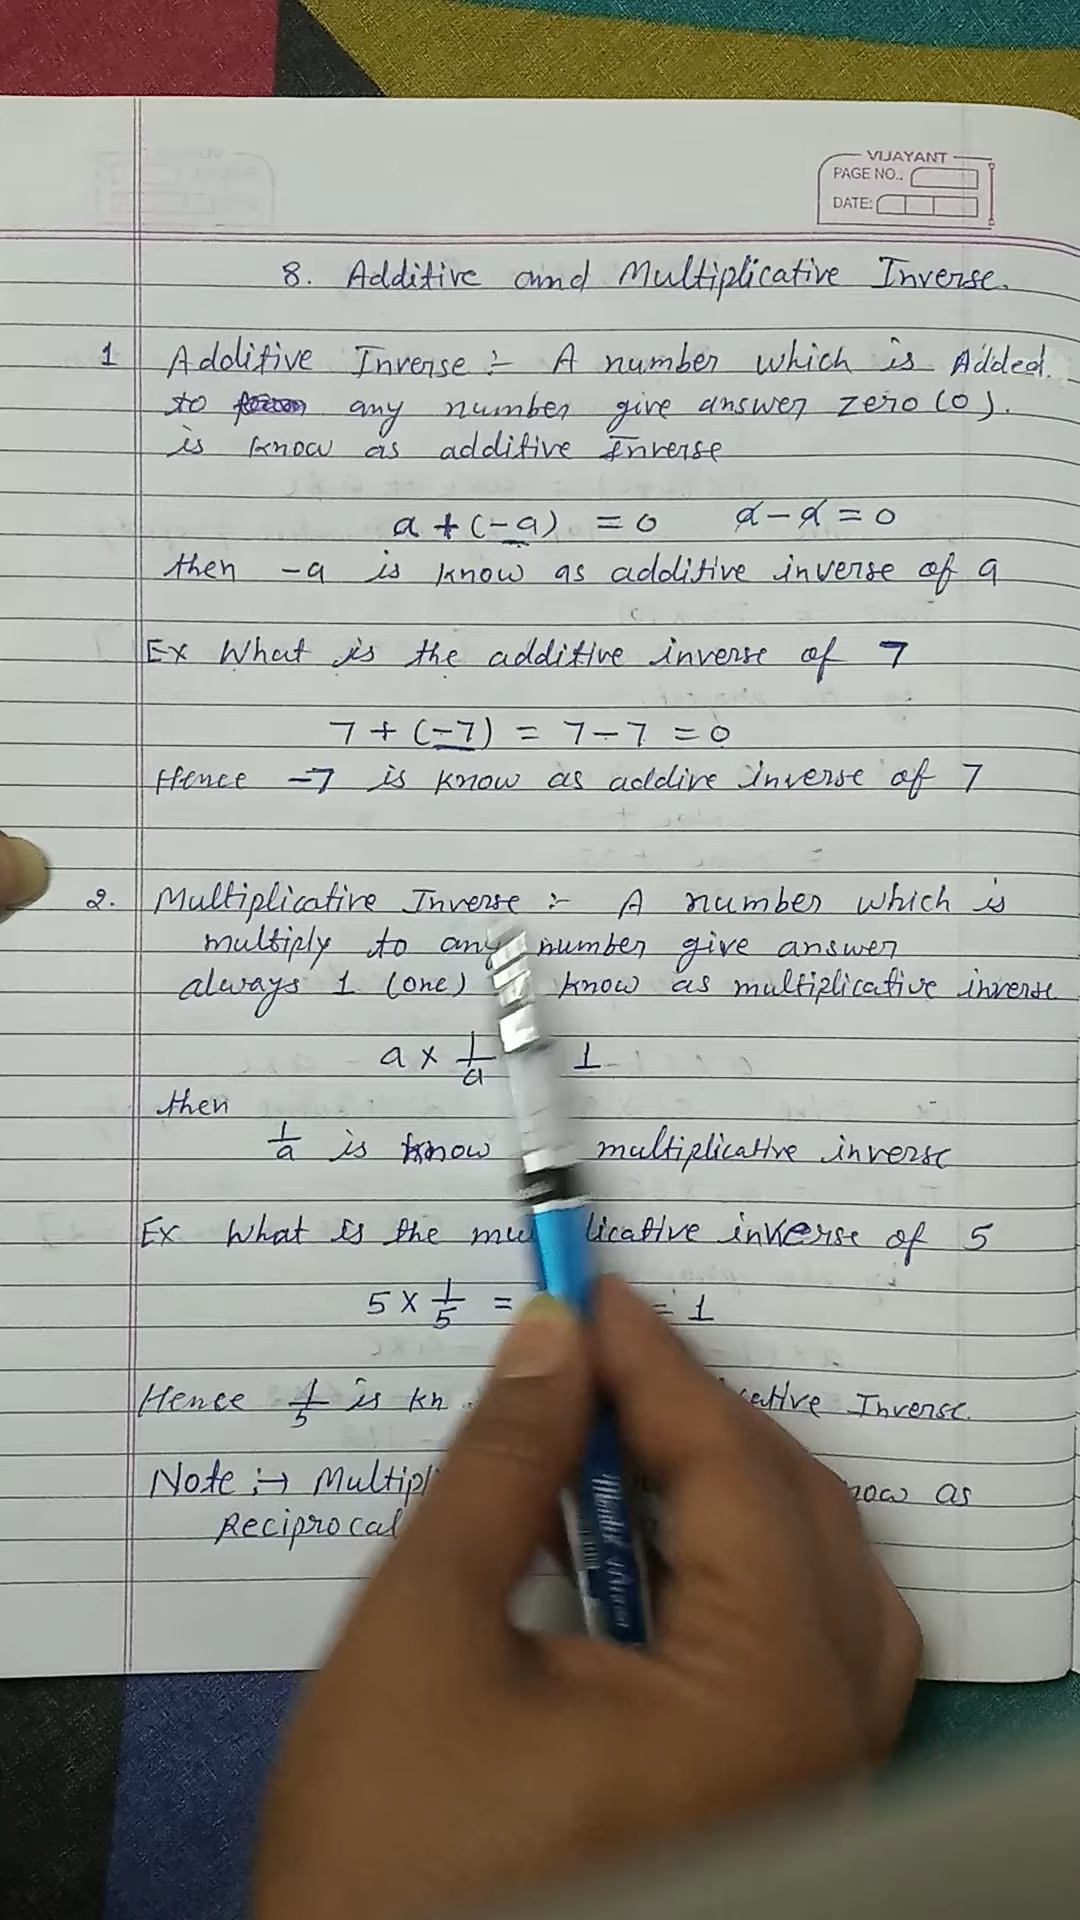 VIJAYANT
PAGE NO..
DATE:
8. Additive and Multiplicative Inverse.
1 Additive Inverse :- A number which is Added.
to any number give answer zero (0).
is know as additive Inverse
a + (-a) = 0 a - a = 0
then -a is know as additive inverse of a
Ex What is the additive inverse of 7
7 + (-7) = 7 - 7 = 0
Hence -7 is know as addive inverse of 7
2. Multiplicative Inverse :- A number which is
multiply to any number give answer
always 1 (one) know as multiplicative inverse
a × 1/a 1
then
1/a is know multiplicative inverse
Ex What is the licative inverse of 5
5 × 1/5 = = 1
Hence 1/5 is Inverse.
Note :→ as
Reciprocal